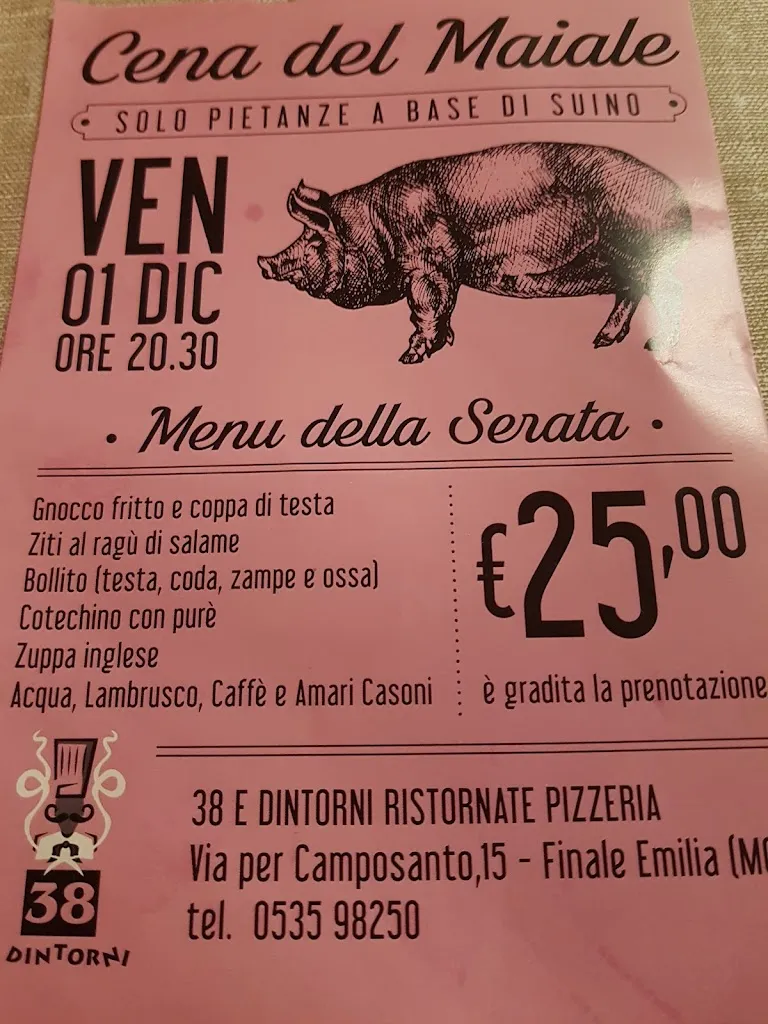 Cena del Maiale
SOLO PIETANZE A BASE DI SUINO
VEN
01 DIC
ORE 20.30
Menu della Serata
Gnocco fritto e coppa di testa
Ziti al ragù di salame
Bollito (testa, coda, zampe e ossa)
Cotechino con purè
Zuppa inglese
Acqua, Lambrusco, Caffè e Amari Casoni
€25,00
è gradita la prenotazione
38 E DINTORNI RISTORNATE PIZZERIA
Via per Camposanto,15 - Finale Emilia (MO
tel. 0535 98250
38
DINTORNI